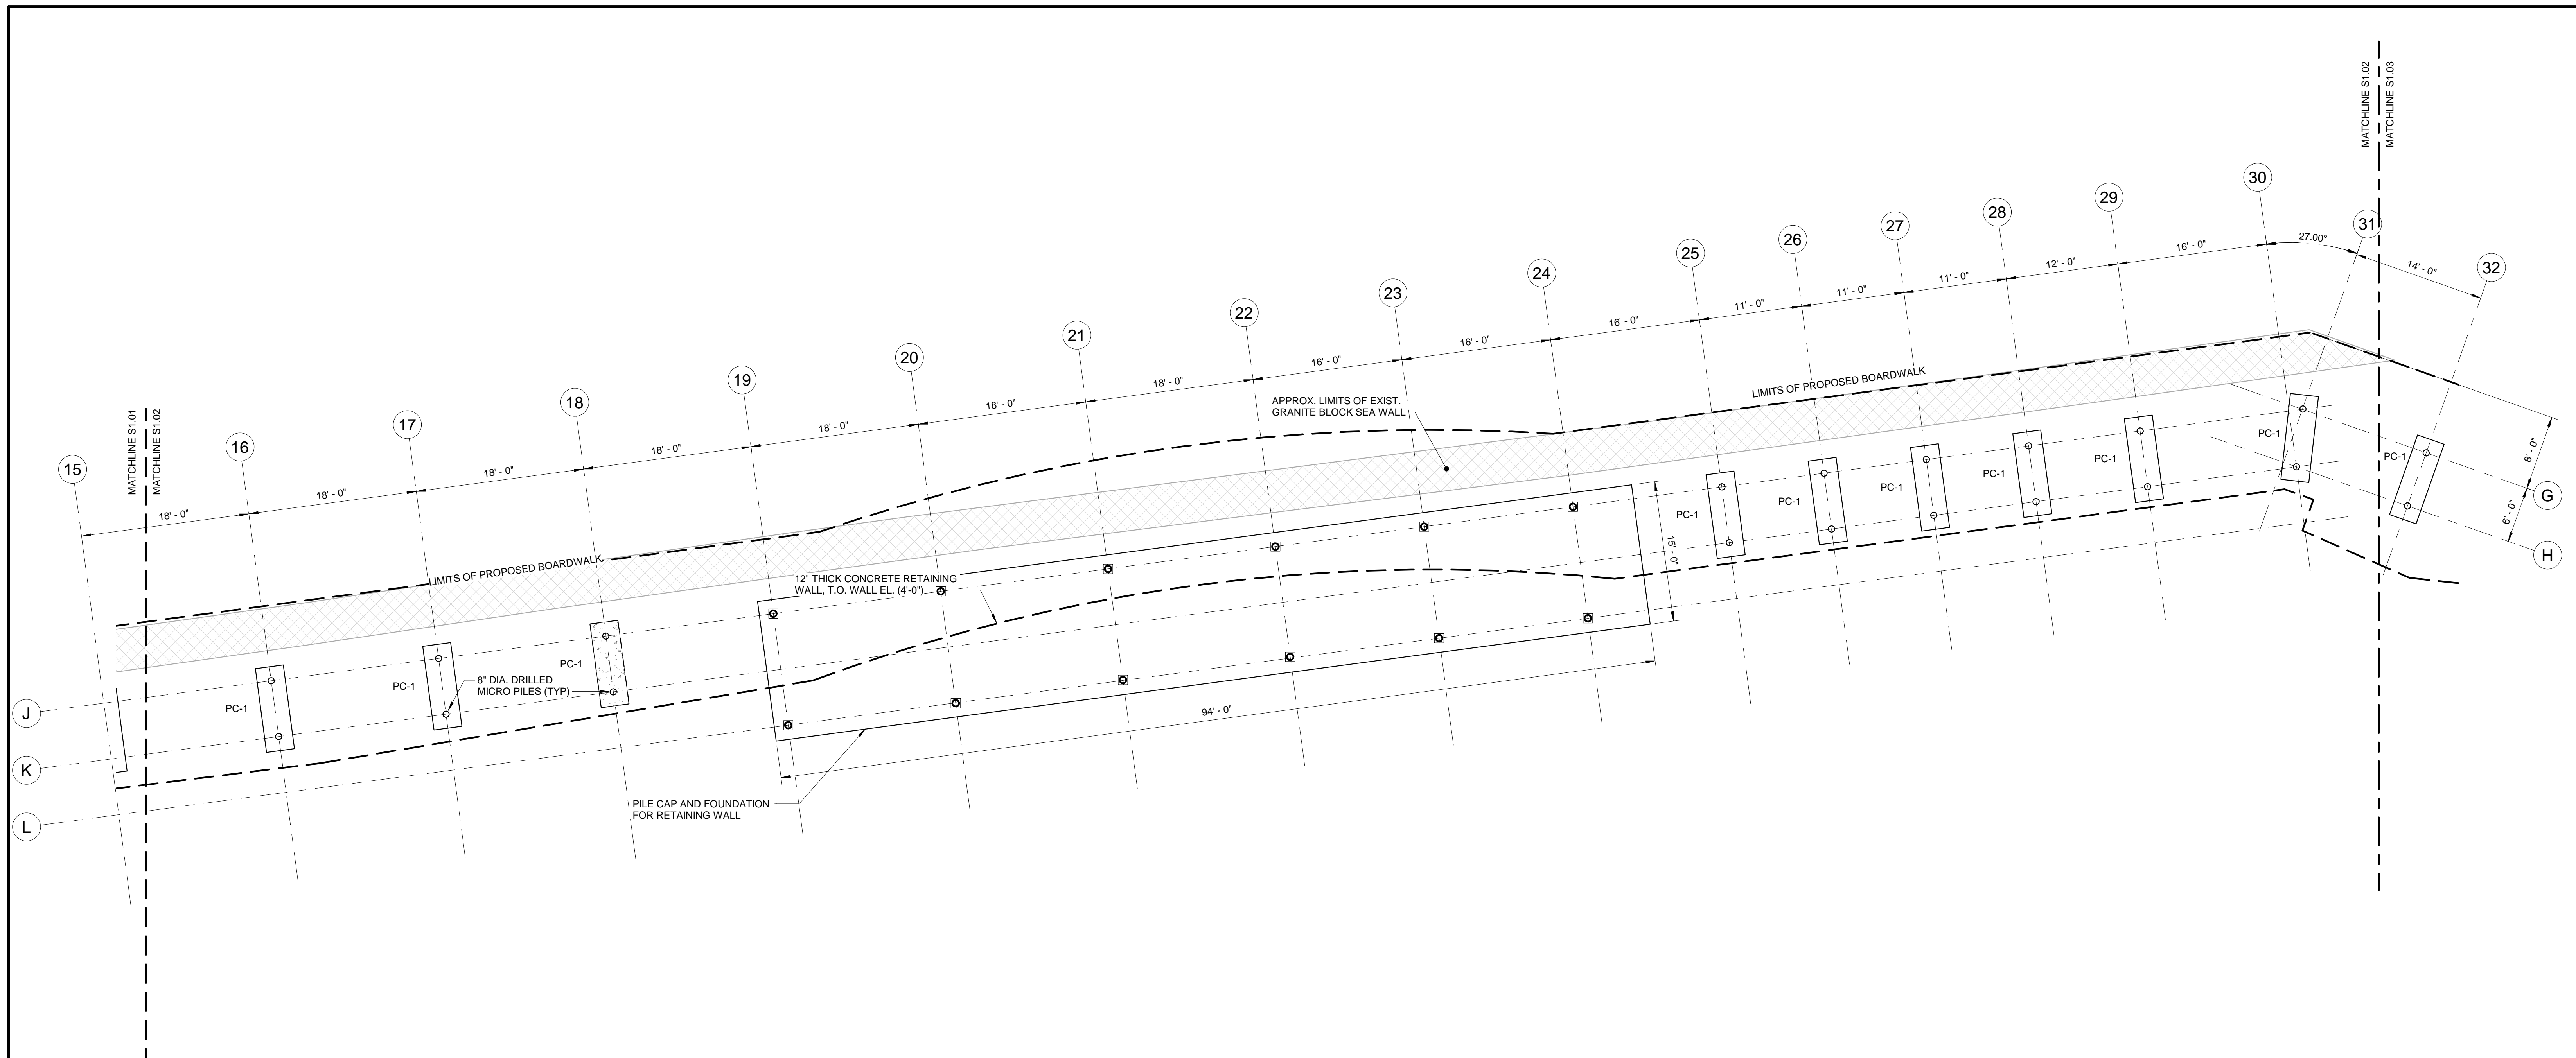 MATCHLINE S1.01
MATCHLINE S1.02
MATCHLINE S1.02
MATCHLINE S1.03
15
16
17
18
19
20
21
22
23
24
25
26
27
28
29
30
31
32
18' - 0"
18' - 0"
18' - 0"
18' - 0"
18' - 0"
18' - 0"
18' - 0"
16' - 0"
16' - 0"
16' - 0"
11' - 0"
11' - 0"
11' - 0"
12' - 0"
16' - 0"
27.00°
14' - 0"
LIMITS OF PROPOSED BOARDWALK
LIMITS OF PROPOSED BOARDWALK
APPROX. LIMITS OF EXIST.
GRANITE BLOCK SEA WALL
12" THICK CONCRETE RETAINING
WALL, T.O. WALL EL. (4'-0")
8" DIA. DRILLED
MICRO PILES (TYP)
PILE CAP AND FOUNDATION
FOR RETAINING WALL
PC-1
PC-1
PC-1
PC-1
PC-1
PC-1
PC-1
PC-1
PC-1
PC-1
15' - 0"
94' - 0"
8' - 0"
6' - 0"
G
H
J
K
L